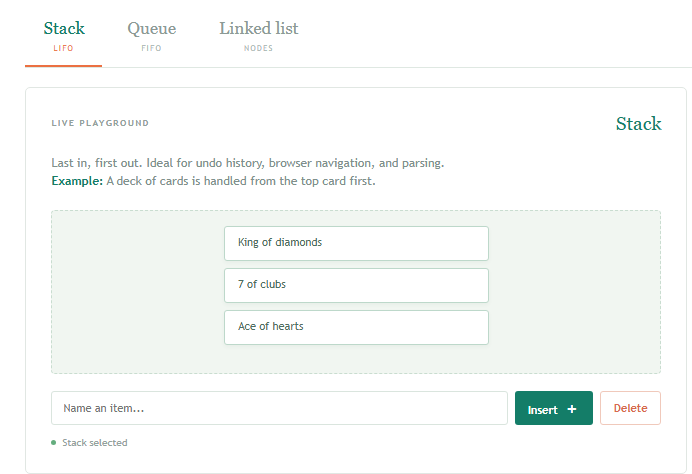 Stack
LIFO
Queue
FIFO
Linked list
NODES
LIVE PLAYGROUND
Stack
Last in, first out. Ideal for undo history, browser navigation, and parsing.
Example: A deck of cards is handled from the top card first.
King of diamonds
7 of clubs
Ace of hearts
Name an item...
Insert +
Delete
Stack selected